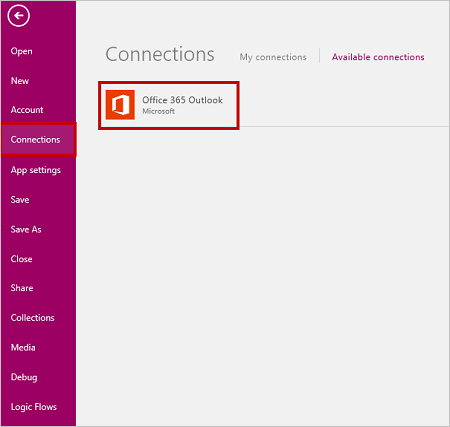 Open
New
Account
Connections
App settings
Save
Save As
Close
Share
Collections
Media
Debug
Logic Flows
Connections My connections Available connections
Office 365 Outlook
Microsoft